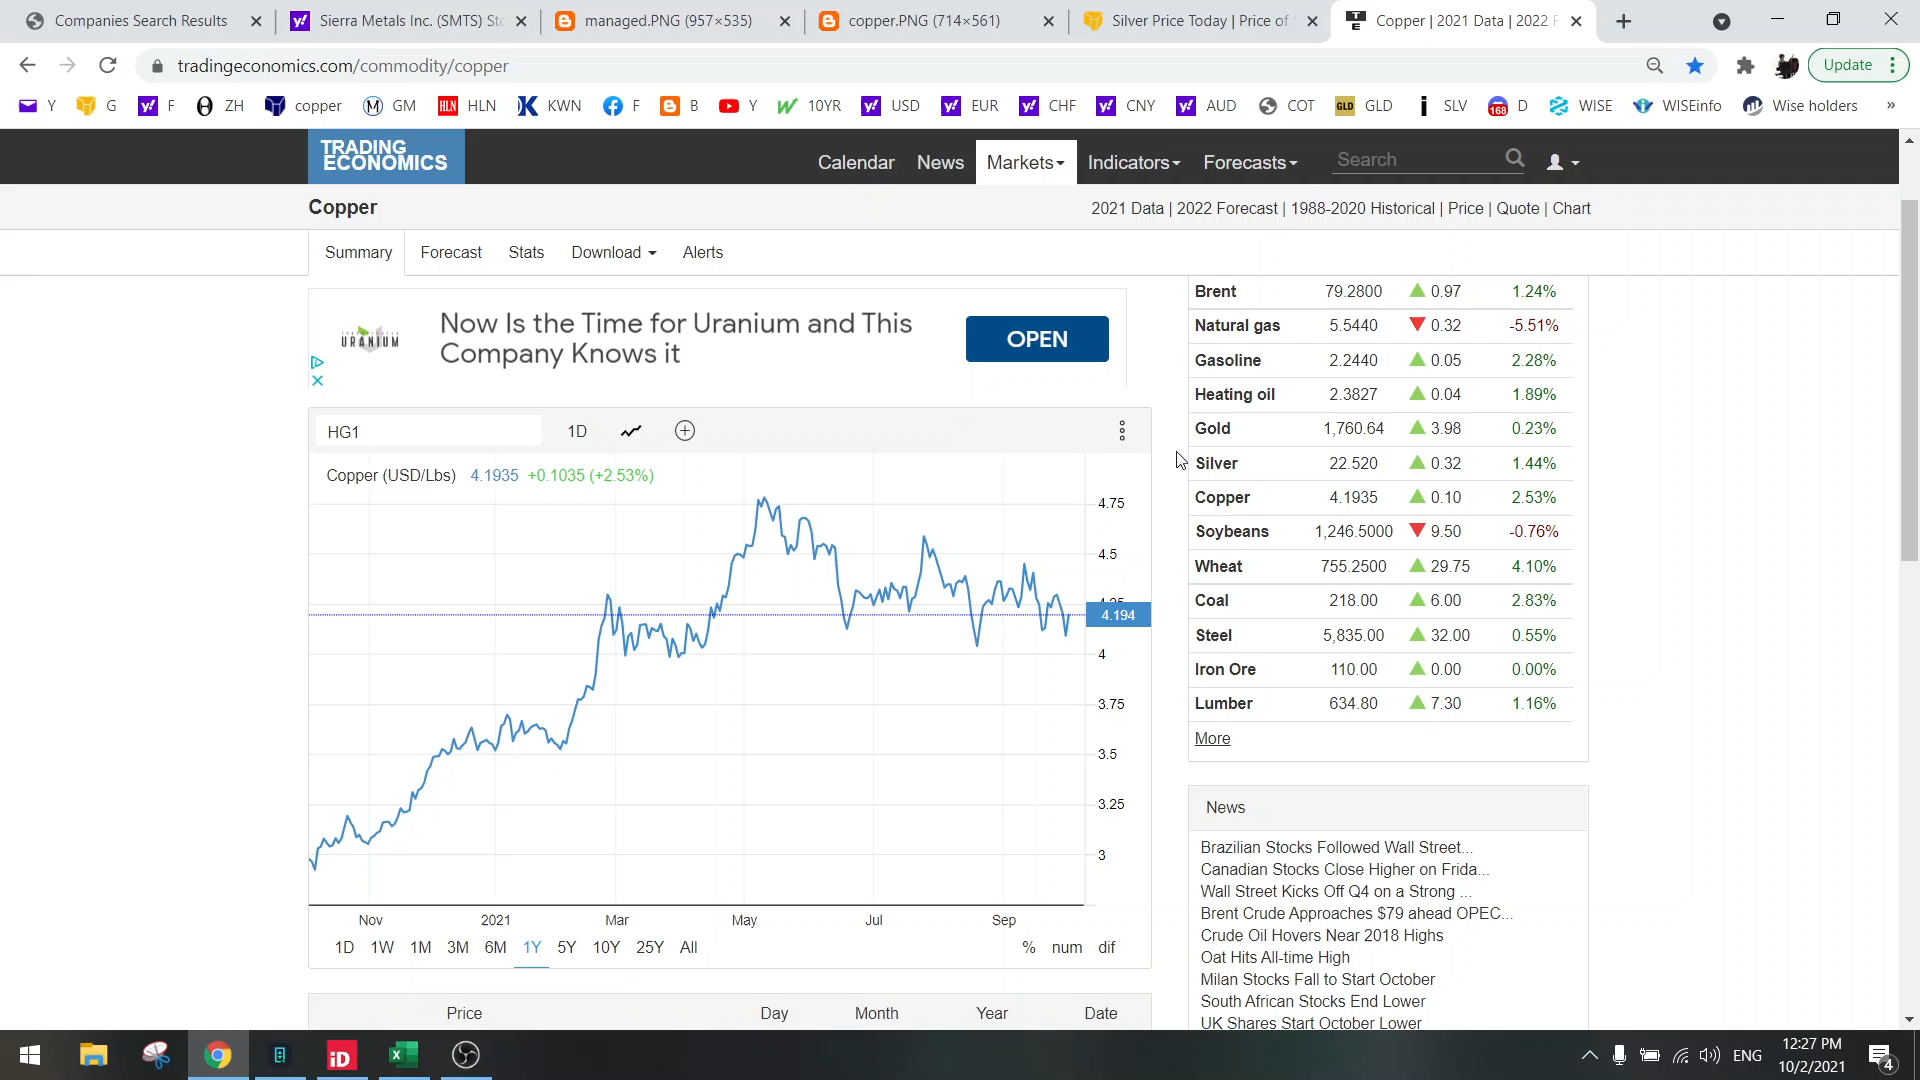 Companies Search Results
Sierra Metals Inc. (SMTS) Sto
managed.PNG (957×535)
copper.PNG (714×561)
Silver Price Today | Price of S
Copper | 2021 Data | 2022 F
tradingeconomics.com/commodity/copper
Update
Y G F ZH copper GM HLN KWN F B Y 10YR USD EUR CHF CNY AUD COT GLD SLV D WISE WISEinfo Wise holders »
TRADING
ECONOMICS
Calendar News Markets Indicators Forecasts Search
Copper
2021 Data | 2022 Forecast | 1988-2020 Historical | Price | Quote | Chart
Summary Forecast Stats Download Alerts
URANIUM
Now Is the Time for Uranium and This
Company Knows it
OPEN
HG1 1D
Copper (USD/Lbs) 4.1935 +0.1035 (+2.53%)
4.75
4.5
4.25
4.194
4
3.75
3.5
3.25
3
Nov 2021 Mar May Jul Sep
1D 1W 1M 3M 6M 1Y 5Y 10Y 25Y All % num dif
Price Day Month Year Date
Brent 79.2800 0.97 1.24%
Natural gas 5.5440 0.32 -5.51%
Gasoline 2.2440 0.05 2.28%
Heating oil 2.3827 0.04 1.89%
Gold 1,760.64 3.98 0.23%
Silver 22.520 0.32 1.44%
Copper 4.1935 0.10 2.53%
Soybeans 1,246.5000 9.50 -0.76%
Wheat 755.2500 29.75 4.10%
Coal 218.00 6.00 2.83%
Steel 5,835.00 32.00 0.55%
Iron Ore 110.00 0.00 0.00%
Lumber 634.80 7.30 1.16%
More
News
Brazilian Stocks Followed Wall Street...
Canadian Stocks Close Higher on Frida...
Wall Street Kicks Off Q4 on a Strong ...
Brent Crude Approaches $79 ahead OPEC...
Crude Oil Hovers Near 2018 Highs
Oat Hits All-time High
Milan Stocks Fall to Start October
South African Stocks End Lower
UK Shares Start October Lower
ENG
12:27 PM
10/2/2021
4